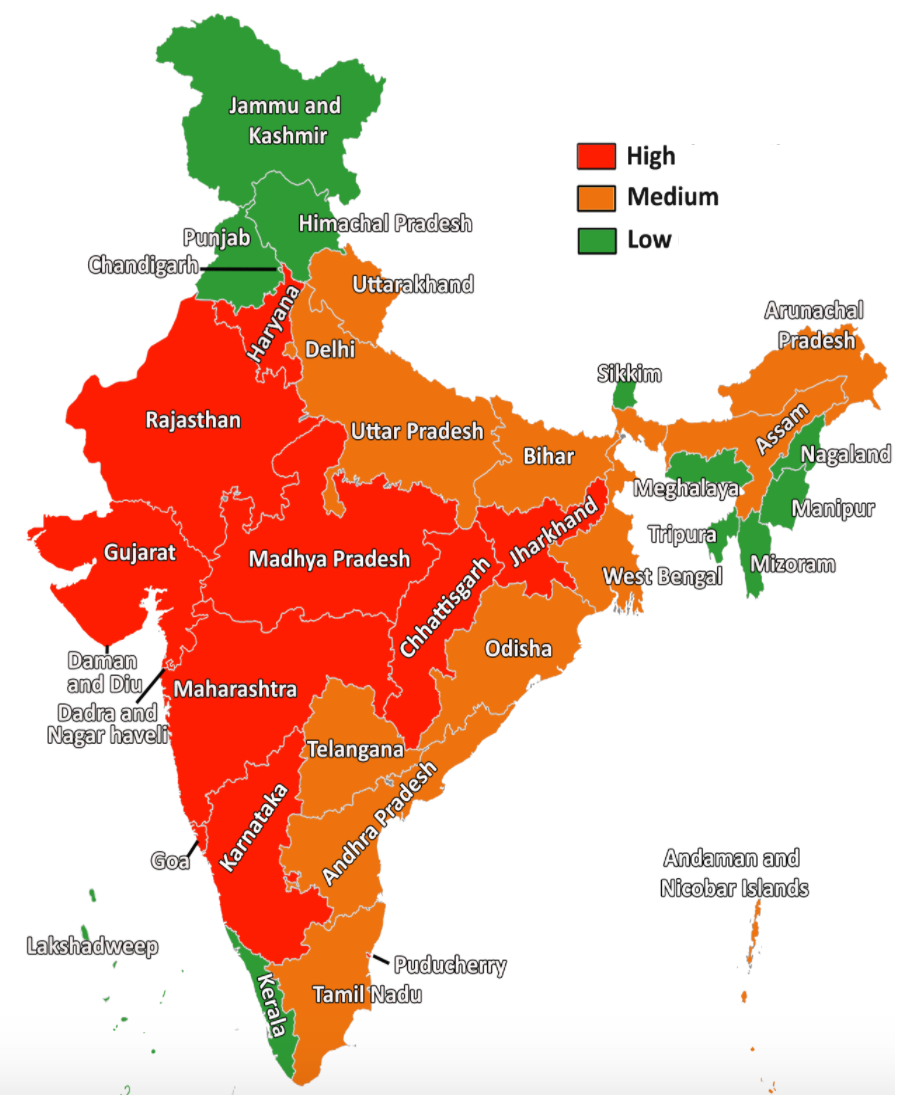 Jammu and
Kashmir
High
Medium
Low
Himachal Pradesh
Punjab
Chandigarh
Uttarakhand
Haryana
Delhi
Arunachal
Pradesh
Sikkim
Rajasthan
Uttar Pradesh
Bihar
Assam
Nagaland
Meghalaya
Manipur
Tripura
Mizoram
Gujarat
Madhya Pradesh
Jharkhand
West Bengal
Chhattisgarh
Odisha
Daman
and Diu
Dadra and
Nagar haveli
Maharashtra
Telangana
Karnataka
Andhra Pradesh
Goa
Andaman and
Nicobar Islands
Lakshadweep
Puducherry
Kerala
Tamil Nadu